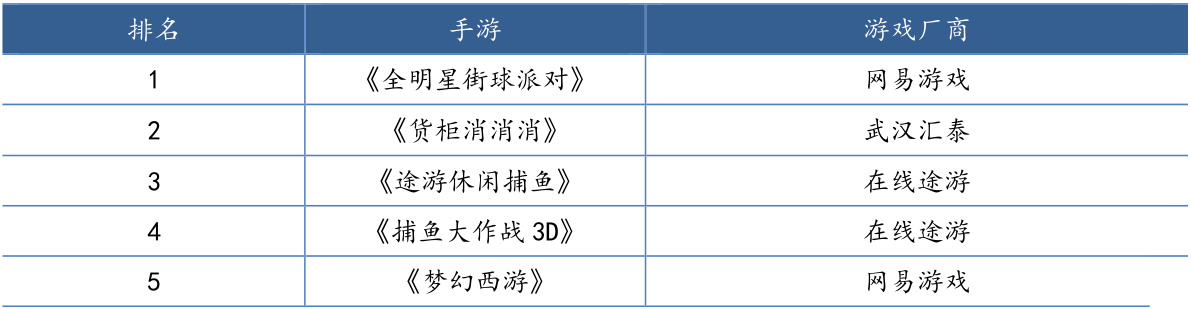 排名 手游 游戏厂商
1 《全明星街球派对》 网易游戏
2 《货柜消消消》 武汉汇泰
3 《途游休闲捕鱼》 在线途游
4 《捕鱼大作战 3D》 在线途游
5 《梦幻西游》 网易游戏